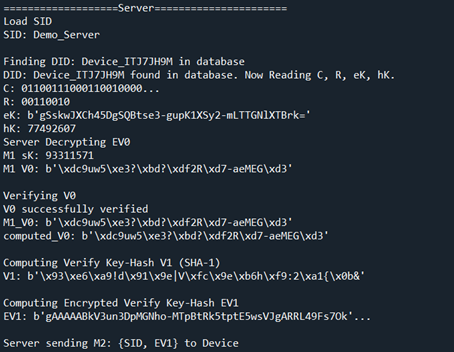 ===================Server======================
Load SID
SID: Demo_Server
Finding DID: Device_ITJ7JH9M in database
DID: Device_ITJ7JH9M found in database. Now Reading C, R, eK, hK.
C: 01100111000110010000...
R: 00110010
eK: b'gSskwJXCh45DgSQBtse3-gupK1XSy2-mLTTGNlXTBrk='
hK: 77492607
Server Decrypting EV0
M1 sK: 93311571
M1 V0: b'\xdc9uw5\xe3?\xbd?\xdf2R\xd7-aeMEG\xd3'
Verifying V0
V0 successfully verified
M1_V0: b'\xdc9uw5\xe3?\xbd?\xdf2R\xd7-aeMEG\xd3'
computed_V0: b'\xdc9uw5\xe3?\xbd?\xdf2R\xd7-aeMEG\xd3'
Computing Verify Key-Hash V1 (SHA-1)
V1: b'\x93\xe6\xa9!d\x91\x9e|V\xfc\x9e\xb6h\xf9:2\xa1{\x0b&'
Computing Encrypted Verify Key-Hash EV1
EV1: b'gAAAAABkV3un3DpMGNho-MTpBtRk5tptE5wsVJgARRL49Fs7Ok'...
Server sending M2: {SID, EV1} to Device